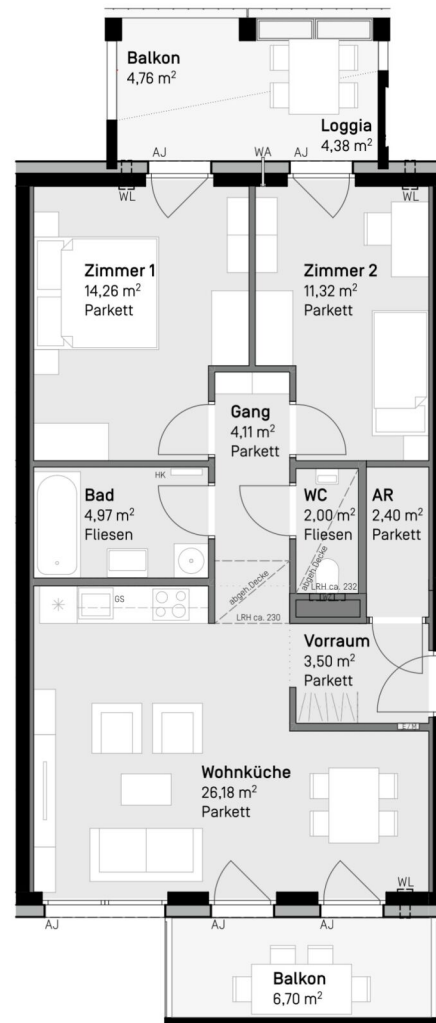 Balkon
4,76 m²
Loggia
4,38 m²
AJ
WA
AJ
WL
WL
Zimmer 1
14,26 m²
Parkett
Zimmer 2
11,32 m²
Parkett
Gang
4,11 m²
Parkett
HK
Bad
4,97 m²
Fliesen
WC
2,00 m²
Fliesen
AR
2,40 m²
Parkett
abgeh.Decke
abgeh.Decke
LRH ca. 232
GS
LRH ca. 230
Vorraum
3,50 m²
Parkett
Wohnküche
26,18 m²
Parkett
WL
AJ
AJ
AJ
Balkon
6,70 m²